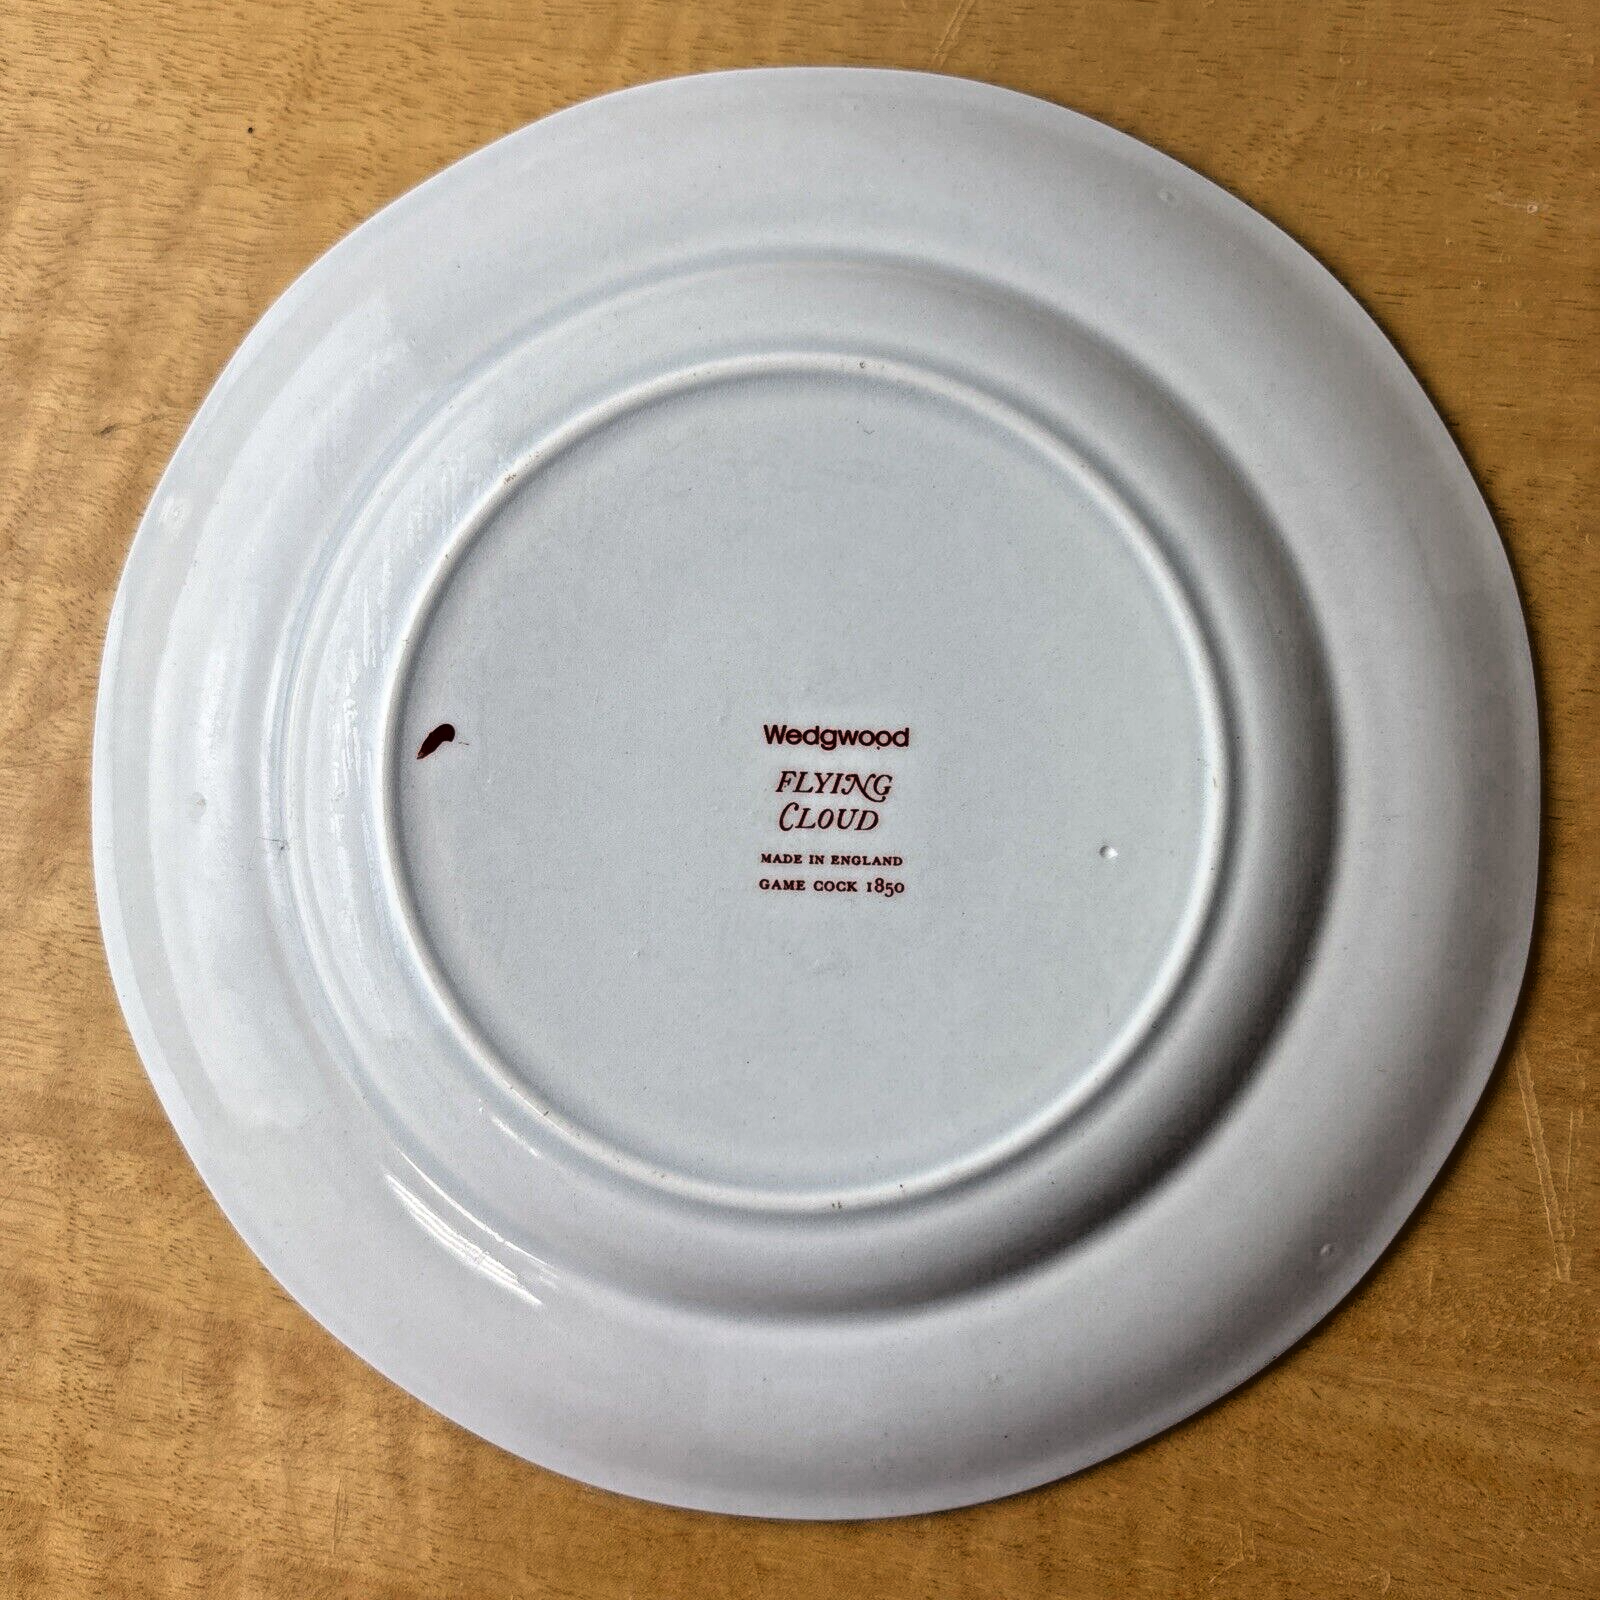 Wedgwood
FLYING
CLOUD
MADE IN ENGLAND
GAME COCK 1850